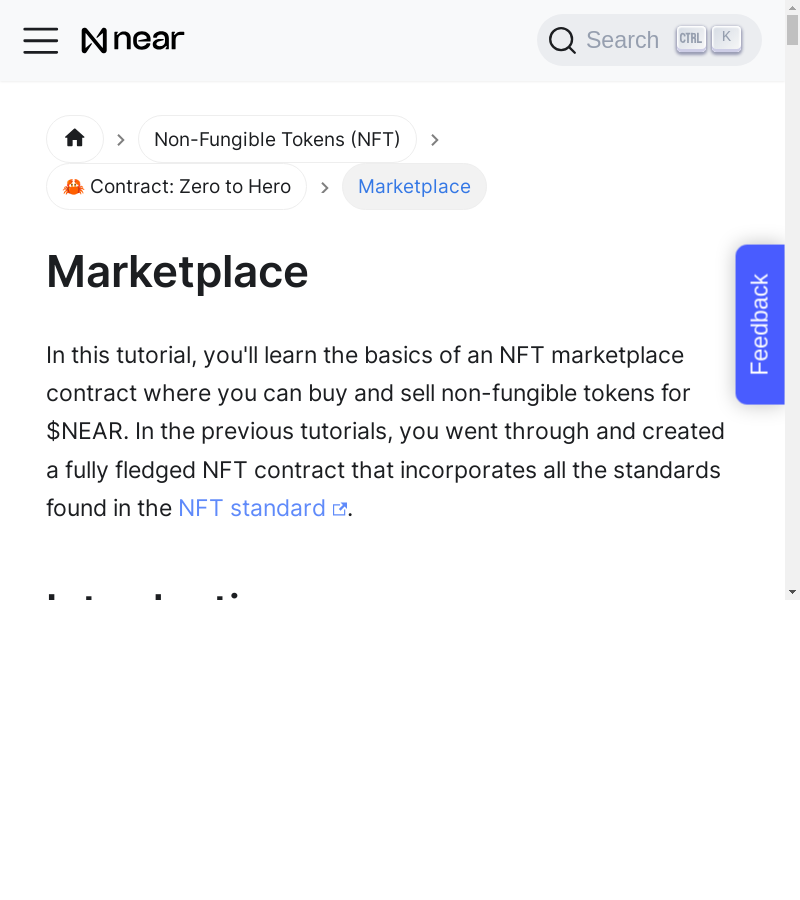 near
Search CTRL K
Non-Fungible Tokens (NFT)
Contract: Zero to Hero
Marketplace
Marketplace
Feedback
In this tutorial, you'll learn the basics of an NFT marketplace
contract where you can buy and sell non-fungible tokens for
$NEAR. In the previous tutorials, you went through and created
a fully fledged NFT contract that incorporates all the standards
found in the NFT standard.